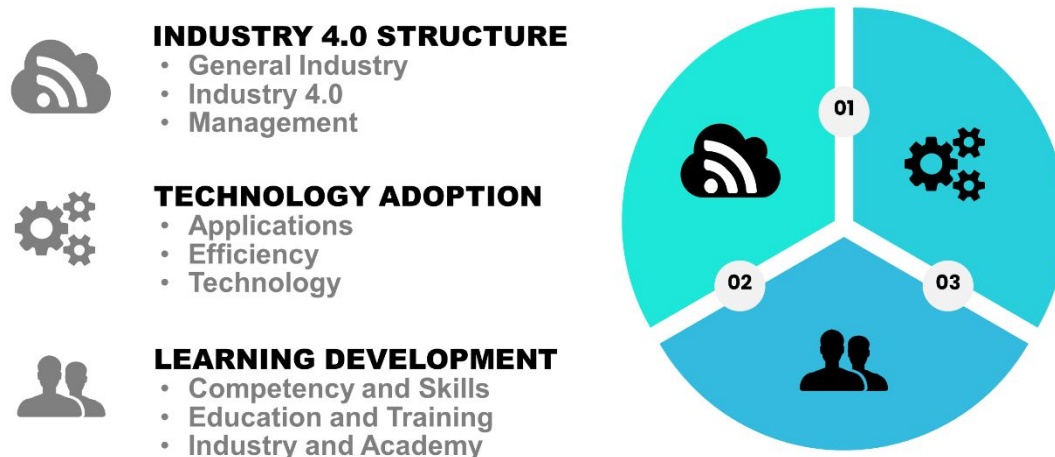 INDUSTRY 4.0 STRUCTURE
• General Industry
• Industry 4.0
• Management
TECHNOLOGY ADOPTION
• Applications
• Efficiency
• Technology
LEARNING DEVELOPMENT
• Competency and Skills
• Education and Training
• Industry and Academy
01
02
03